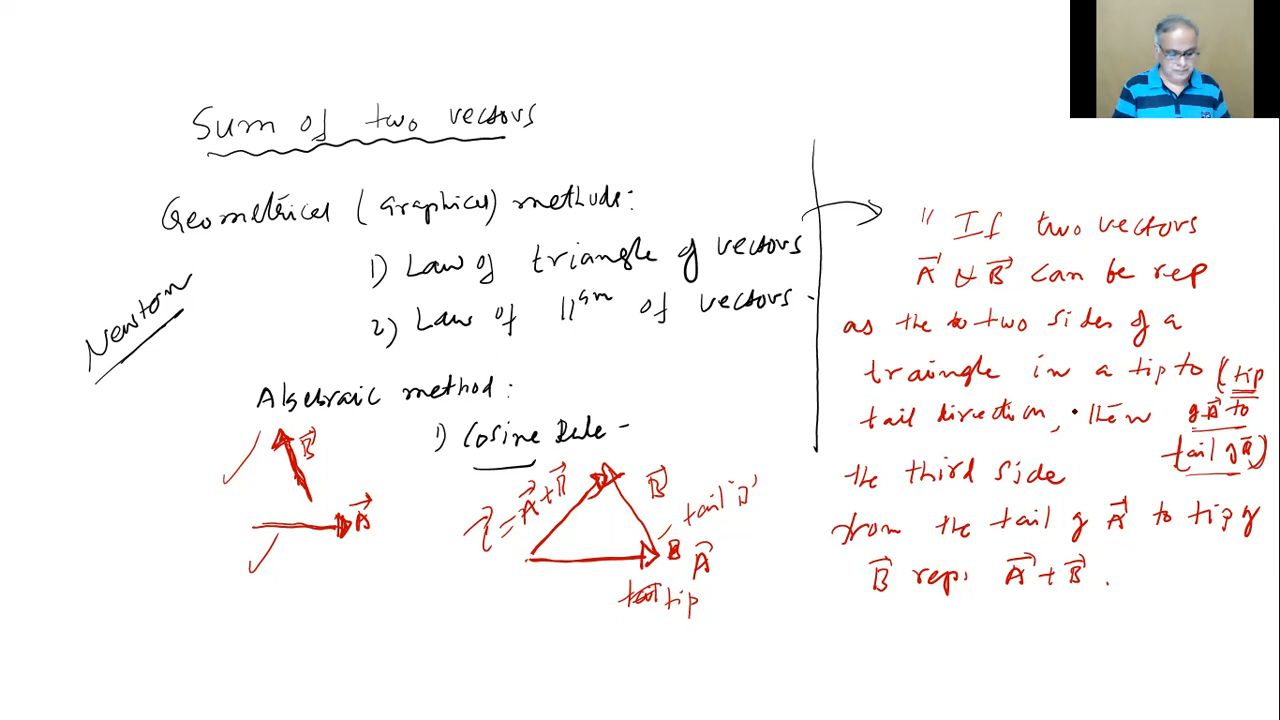 Sum of two vectors
Geometrical (Graphical) methods:
1) Law of triangle of vectors
2) Law of ||gm of vectors
Newton
Algebraic method:
1) Cosine Rule -
B
A
A + B
B
tail 'B'
B A
tip
" If two vectors
A & B can be rep
as the two sides of a
traingle in a tip to (tip
tail direction, then of A to
tail of B)
the third side
from the tail of A to tip of
B rep. A + B.